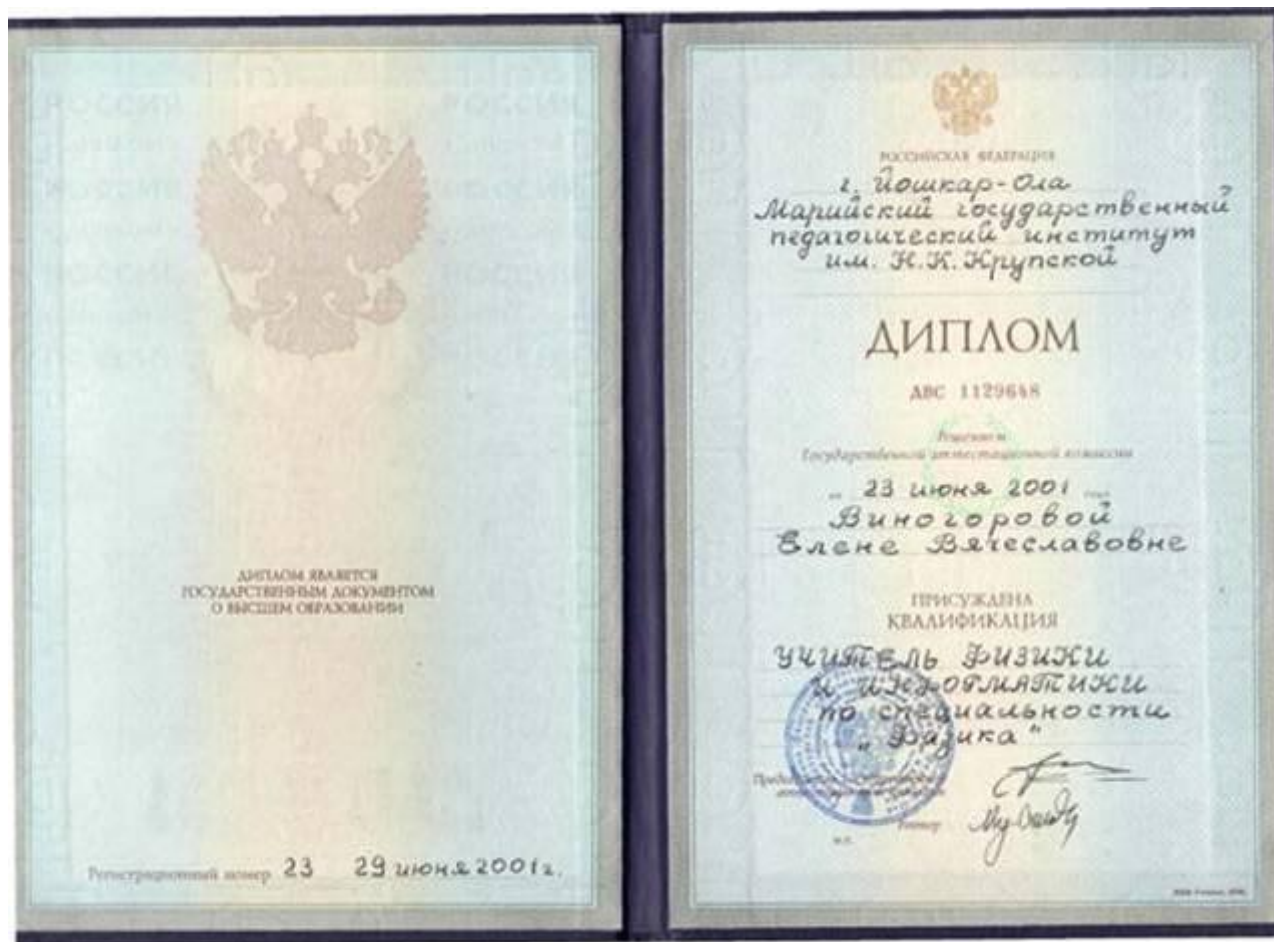 ДИПЛОМ ЯВЛЯЕТСЯ
ГОСУДАРСТВЕННЫМ ДОКУМЕНТОМ
О ВЫСШЕМ ОБРАЗОВАНИИ
Регистрационный номер 23 29 июня 2001г.
РОССИЙСКАЯ ФЕДЕРАЦИЯ
г. Йошкар-Ола
Марийский государственный
педагогический институт
им. Н.К. Крупской
ДИПЛОМ
АВС 1129648
Решением
Государственной аттестационной комиссии
от 23 июня 2001 года
Виногоровой
Елене Вячеславовне
ПРИСУЖДЕНА
КВАЛИФИКАЦИЯ
УЧИТЕЛЬ ФИЗИКИ
И ИНФОРМАТИКИ
по специальности
„Физика"
Ректор
М.П.